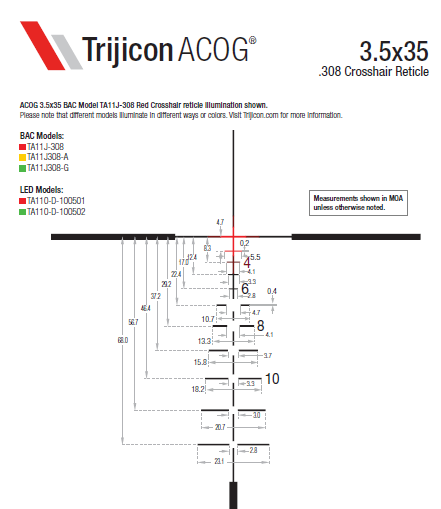 Trijicon ACOG®
3.5x35
.308 Crosshair Reticle
ACOG 3.5x35 BAC Model TA11J-308 Red Crosshair reticle illumination shown.
Please note that different models illuminate in different ways or colors. Visit Trijicon.com for more information.
BAC Models:
TA11J-308
TA11J308-A
TA11J308-G
LED Models:
TA110-D-100501
TA110-D-100502
Measurements shown in MOA
unless otherwise noted.
4.7
0.2
8.3
5.5
12.4
17.0
4
4.1
22.4
3.3
29.2
6
2.8
0.4
37.2
4.7
46.4
10.7
56.7
8
4.1
68.0
13.3
3.7
15.8
10
3.3
18.2
3.0
20.7
2.8
23.1